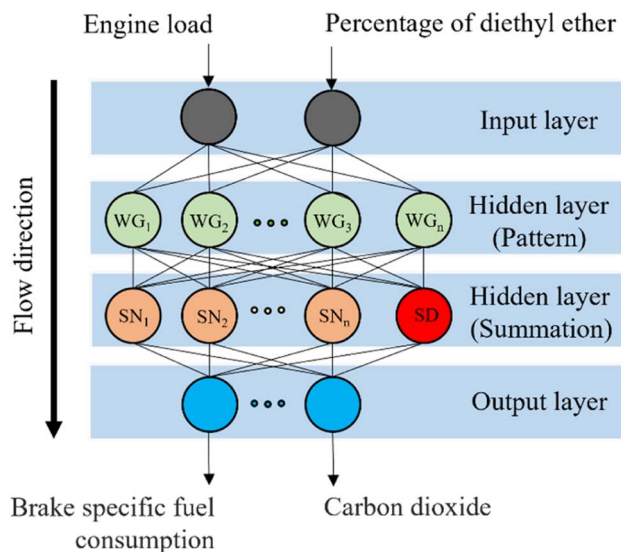 Engine load
Percentage of diethyl ether
Flow direction
Input layer
WG₁ WG₂ WG₃ WGₙ
Hidden layer
(Pattern)
SN₁ SN₂ SNₙ SD
Hidden layer
(Summation)
Output layer
Brake specific fuel
consumption
Carbon dioxide